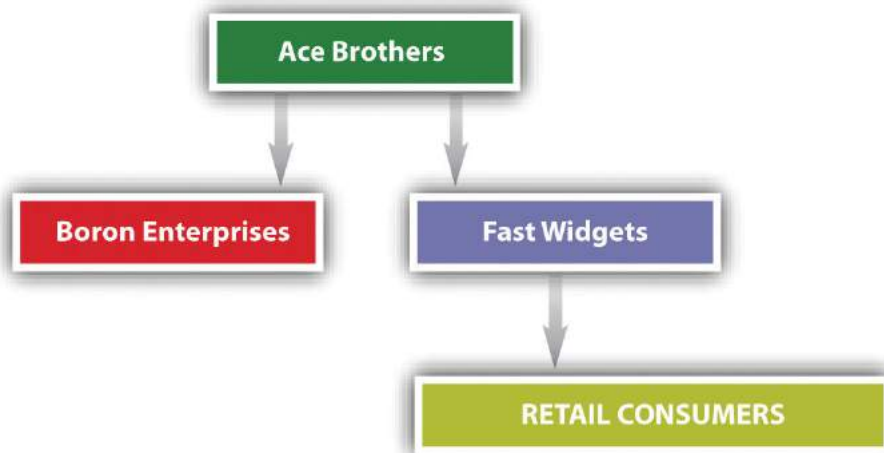 Ace Brothers
Boron Enterprises
Fast Widgets
RETAIL CONSUMERS